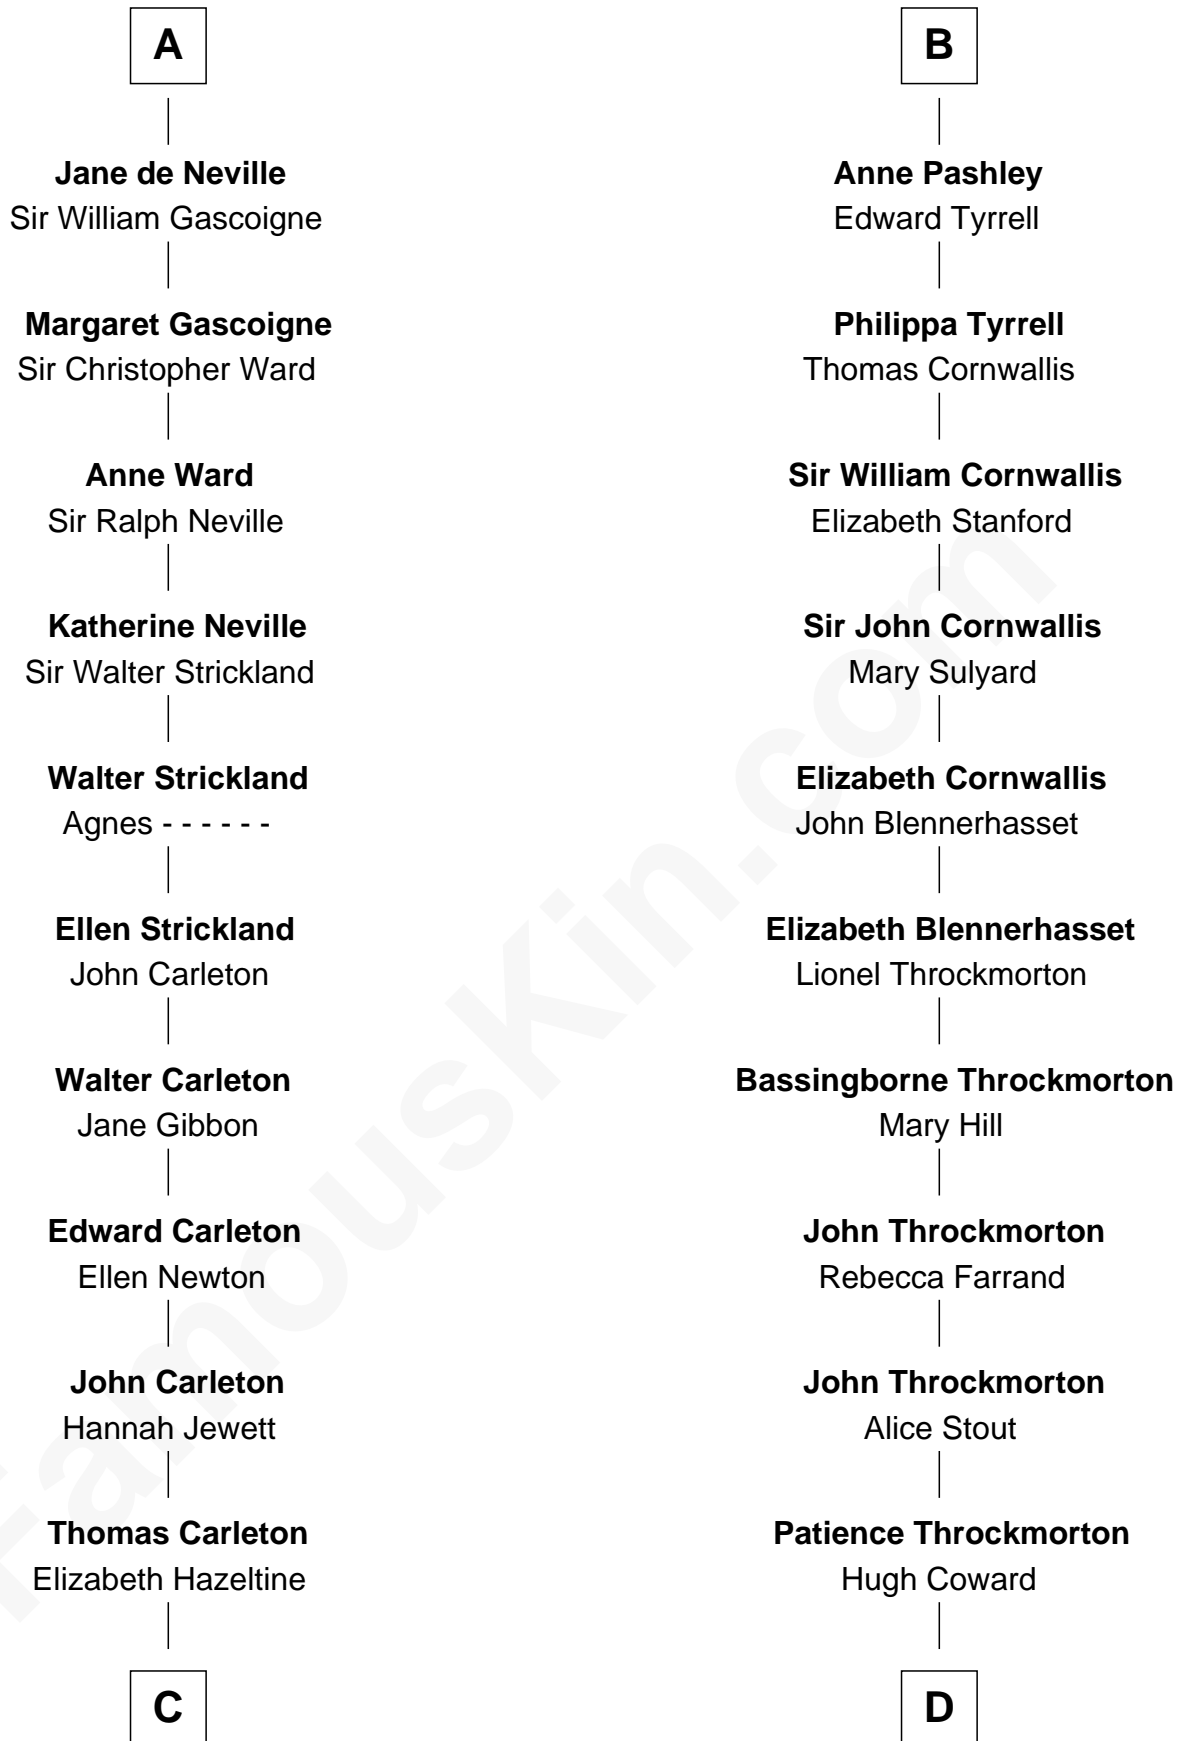 A
Jane de Neville
Sir William Gascoigne
Margaret Gascoigne
Sir Christopher Ward
Anne Ward
Sir Ralph Neville
Katherine Neville
Sir Walter Strickland
Walter Strickland
Agnes - - - - - -
Ellen Strickland
John Carleton
Walter Carleton
Jane Gibbon
Edward Carleton
Ellen Newton
John Carleton
Hannah Jewett
Thomas Carleton
Elizabeth Hazeltine
C
B
Anne Pashley
Edward Tyrrell
Philippa Tyrrell
Thomas Cornwallis
Sir William Cornwallis
Elizabeth Stanford
Sir John Cornwallis
Mary Sulyard
Elizabeth Cornwallis
John Blennerhasset
Elizabeth Blennerhasset
Lionel Throckmorton
Bassingborne Throckmorton
Mary Hill
John Throckmorton
Rebecca Farrand
John Throckmorton
Alice Stout
Patience Throckmorton
Hugh Coward
D
FamousKin.com